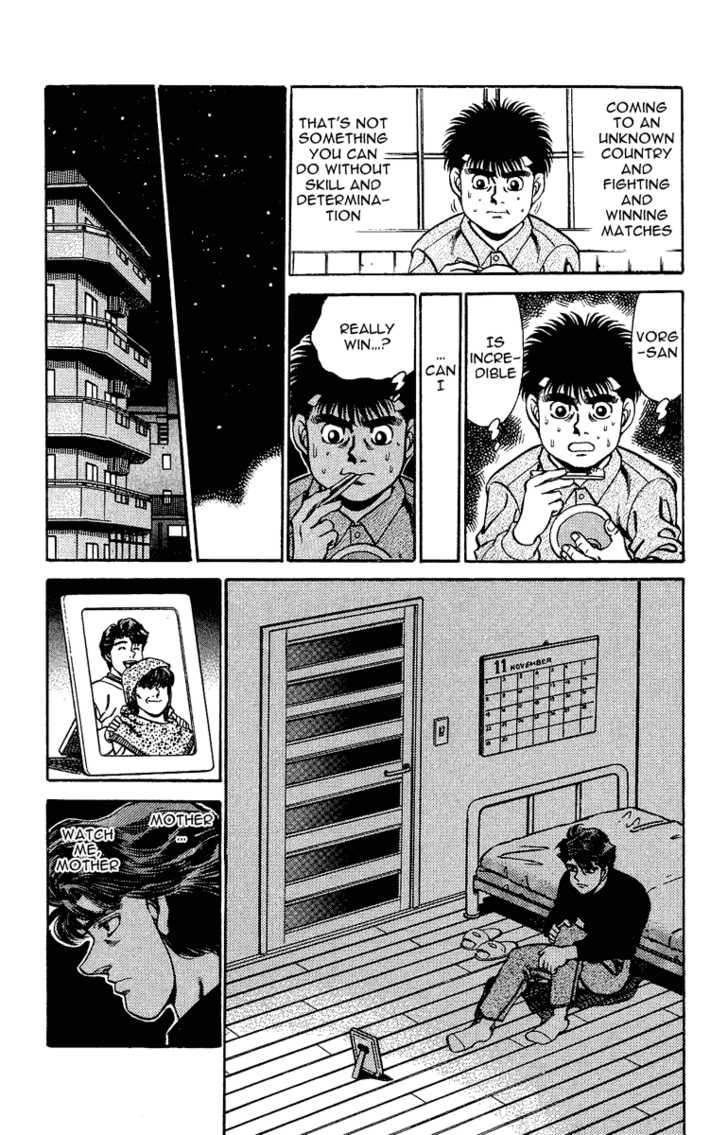 COMING
TO AN
UNKNOWN
COUNTRY
AND
FIGHTING
AND
WINNING
MATCHES
THAT'S NOT
SOMETHING
YOU CAN
DO WITHOUT
SKILL AND
DETERMINA-
TION
VORG
-SAN
IS
INCRE-
DIBLE
...
CAN
I
REALLY
WIN...?
11 NOVEMBER
MOTHER
...
WATCH
ME,
MOTHER